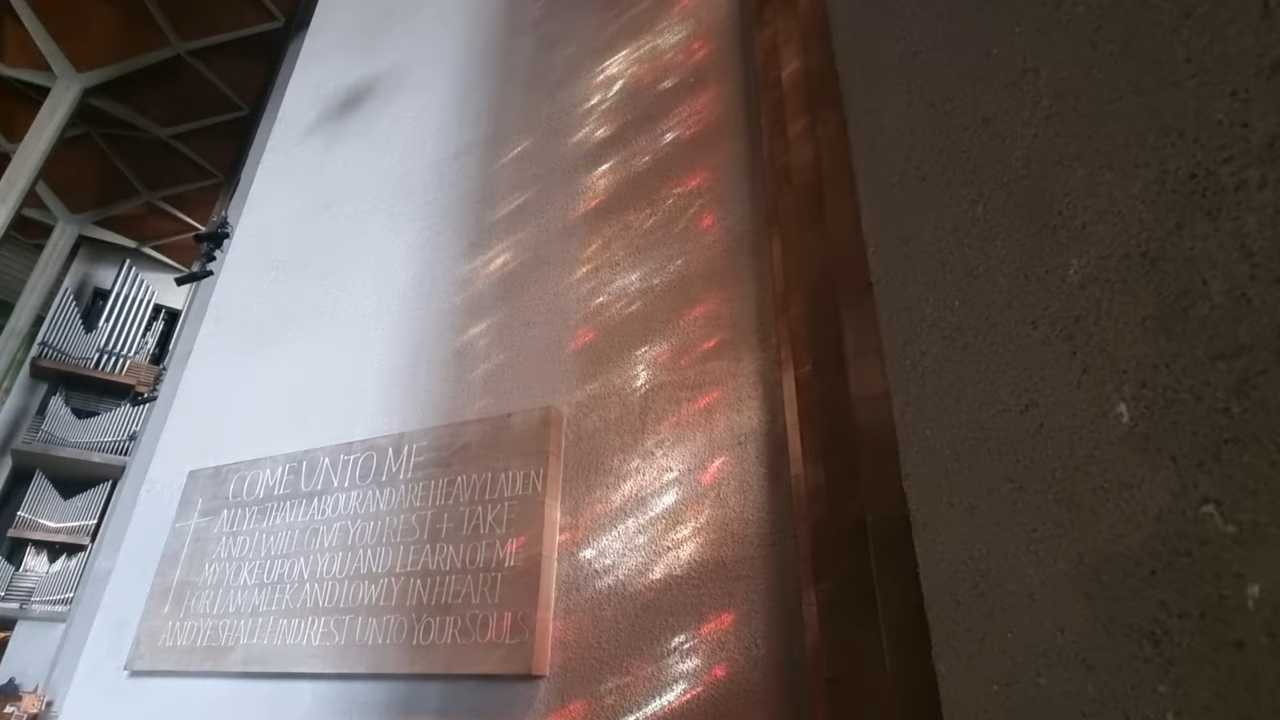 COME UNTO ME
ALL YE THAT LABOUR AND ARE HEAVY LADEN
AND I WILL GIVE YOU REST + TAKE
MY YOKE UPON YOU AND LEARN OF ME
FOR I AM MEEK AND LOWLY IN HEART
AND YE SHALL FIND REST UNTO YOUR SOULS